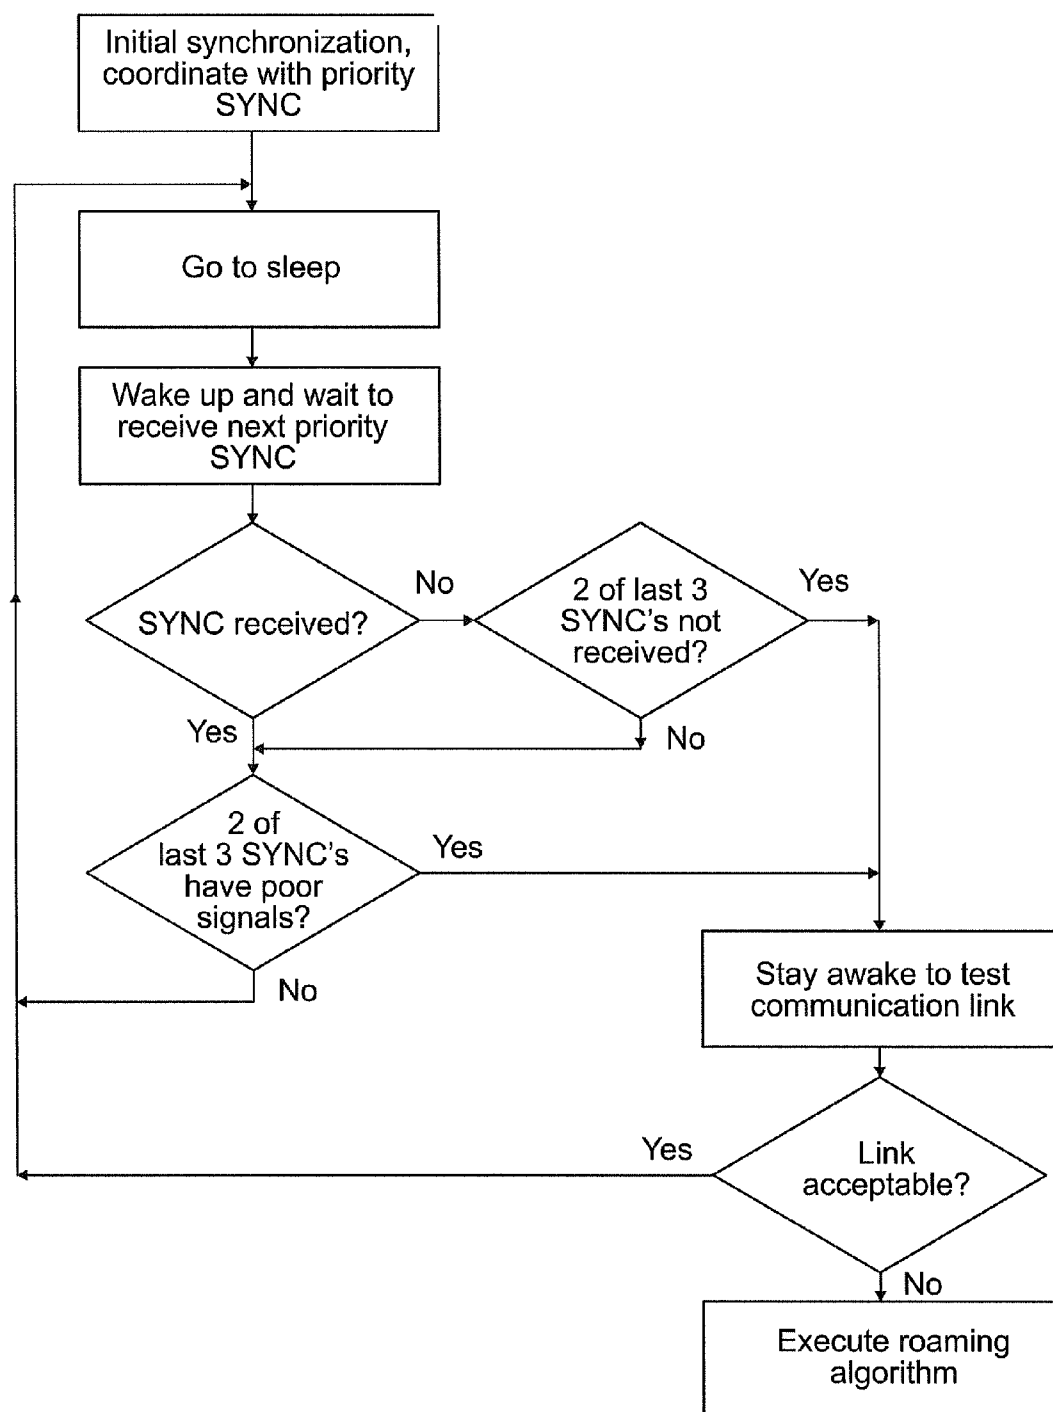 Initial synchronization,
coordinate with priority
SYNC
Go to sleep
Wake up and wait to
receive next priority
SYNC
SYNC received?
No
2 of last 3
SYNC's not
received?
Yes
Yes
No
2 of
last 3 SYNC's
have poor
signals?
Yes
No
Stay awake to test
communication link
Link
acceptable?
Yes
No
Execute roaming
algorithm